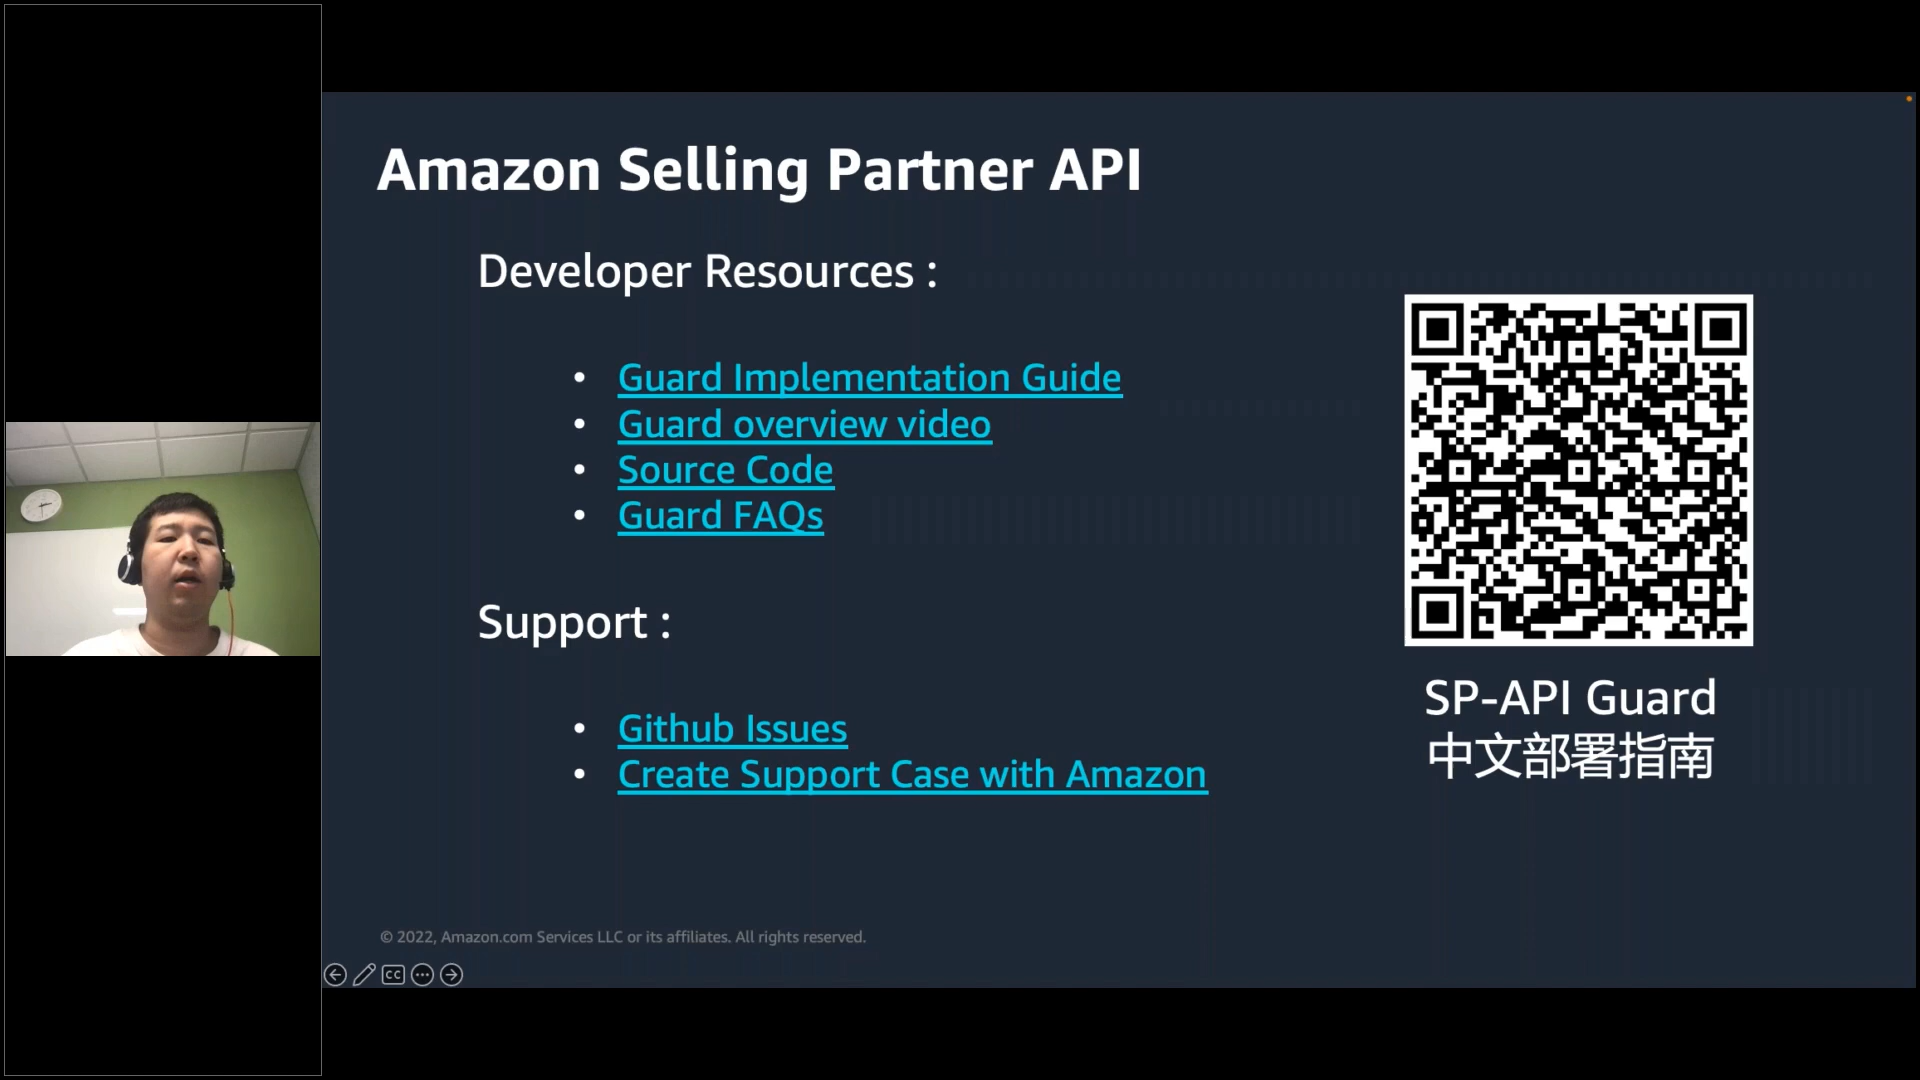 Amazon Selling Partner API
Developer Resources :
• Guard Implementation Guide
• Guard overview video
• Source Code
• Guard FAQs
Support :
• Github Issues
• Create Support Case with Amazon
SP-API Guard
中文部署指南
© 2022, Amazon.com Services LLC or its affiliates. All rights reserved.
CC